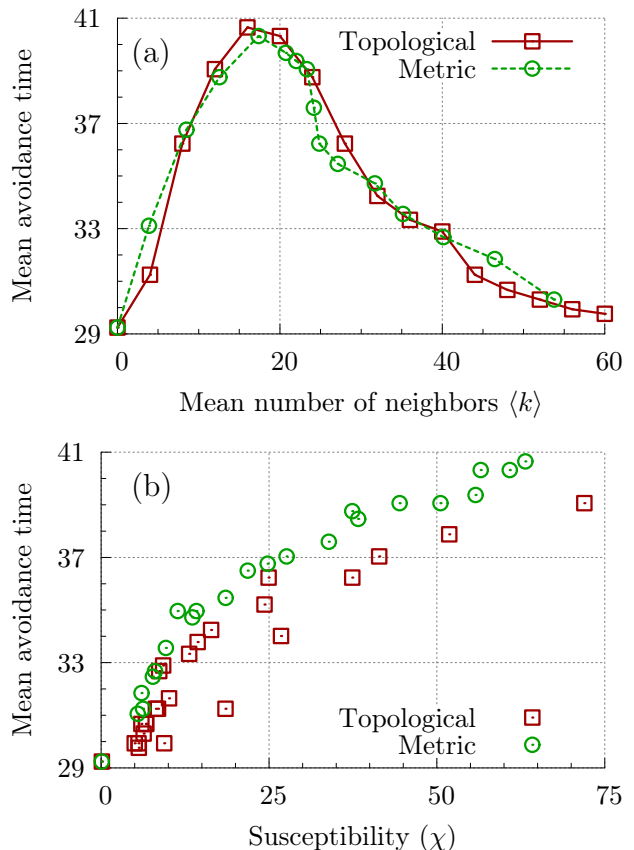 41
37
33
29
Mean avoidance time
(a)
Topological
Metric
0 20 40 60
Mean number of neighbors ⟨k⟩
41
37
33
29
Mean avoidance time
(b)
Topological
Metric
0 25 50 75
Susceptibility (χ)